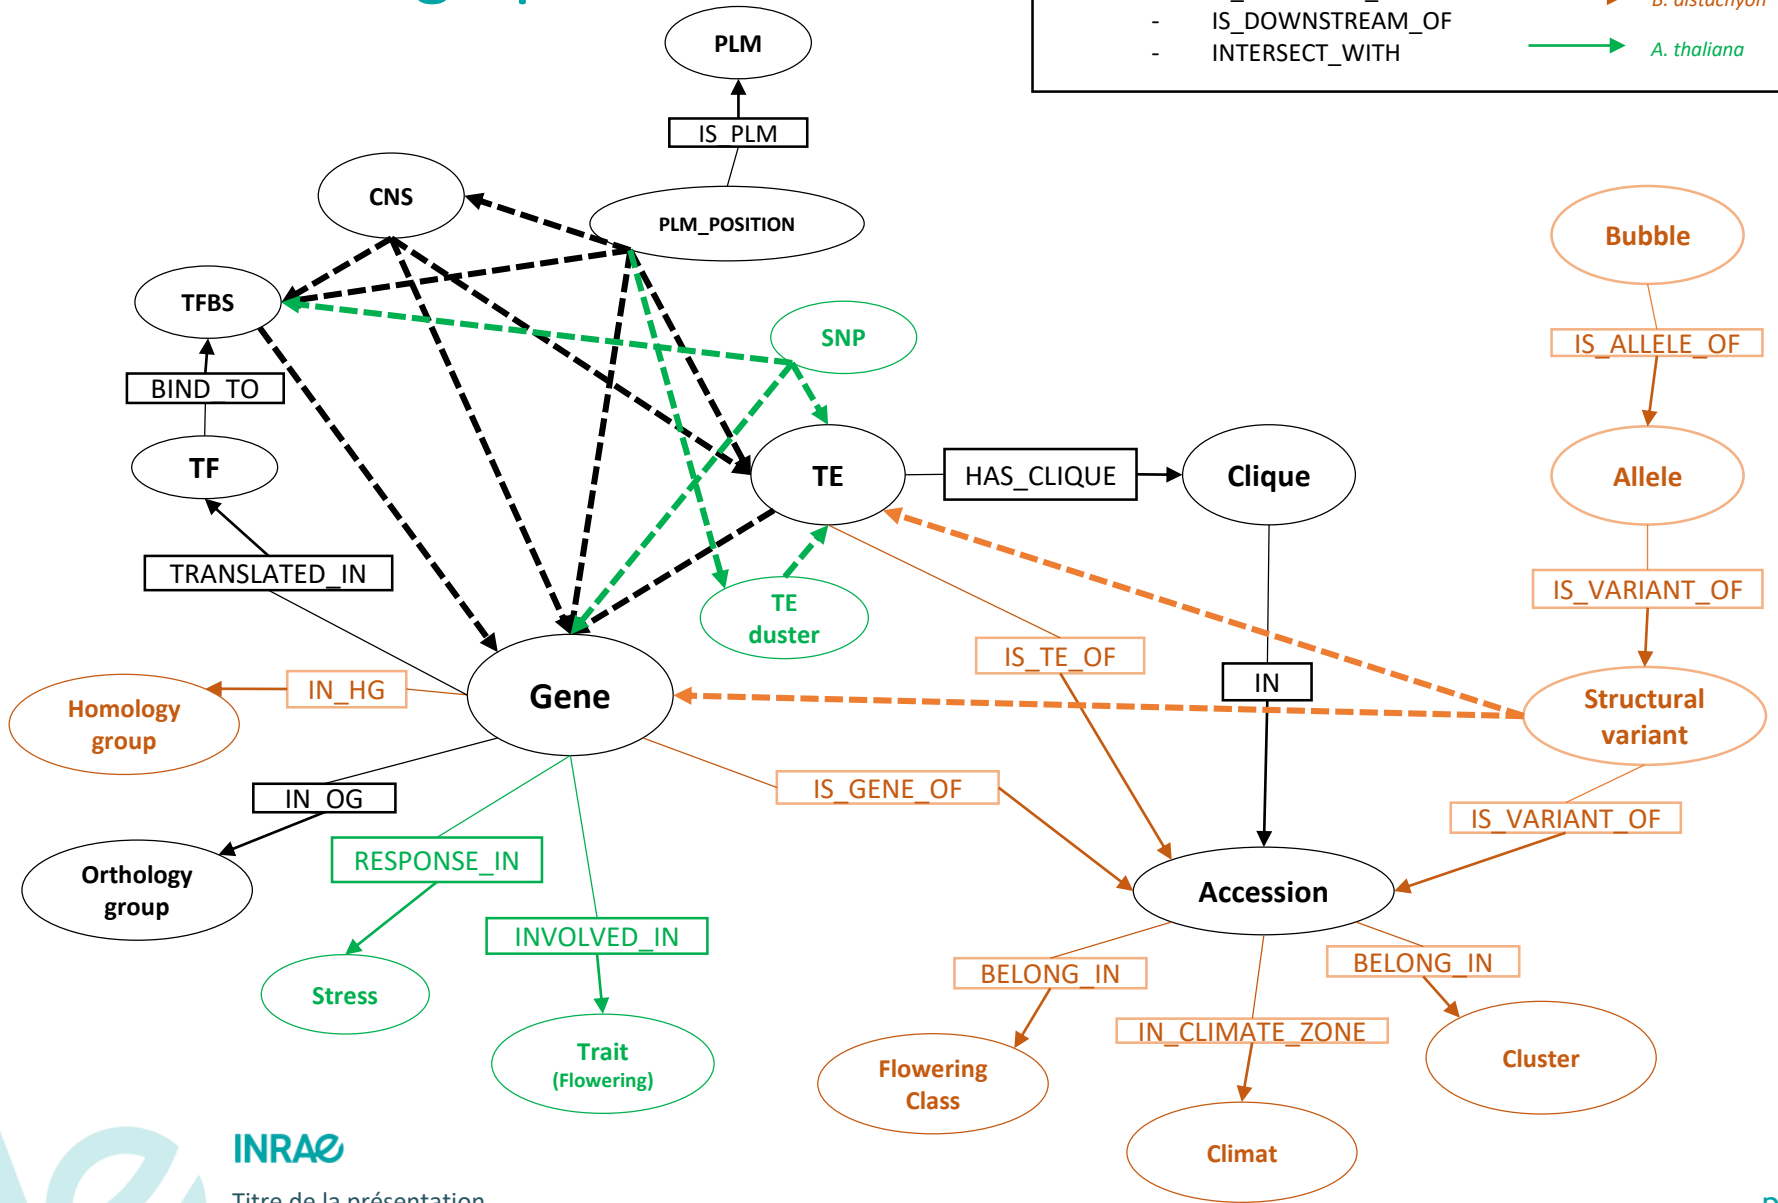 B. distachyon
- IS_DOWNSTREAM_OF
- INTERSECT_WITH
A. thaliana
PLM
IS_PLM
CNS
PLM_POSITION
Bubble
TFBS
SNP
IS_ALLELE_OF
BIND_TO
TF
TE
HAS_CLIQUE
Clique
Allele
TRANSLATED_IN
TE
duster
IS_VARIANT_OF
IS_TE_OF
IN_HG
Gene
IN
Homology
group
Structural
variant
IS_GENE_OF
IN_OG
IS_VARIANT_OF
RESPONSE_IN
Orthology
group
Accession
INVOLVED_IN
BELONG_IN
BELONG_IN
Stress
IN_CLIMATE_ZONE
Trait
(Flowering)
Flowering
Class
Cluster
Climat
INRAE
Titre de la présentation